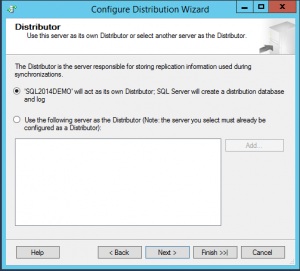 Configure Distribution Wizard
Distributor
Use this server as its own Distributor or select another server as the Distributor.
The Distributor is the server responsible for storing replication information used during
synchronizations.
'SQL2014DEMO' will act as its own Distributor; SQL Server will create a distribution database
and log
Use the following server as the Distributor (Note: the server you select must already be
configured as a Distributor):
Add...
Help
< Back
Next >
Finish >>|
Cancel